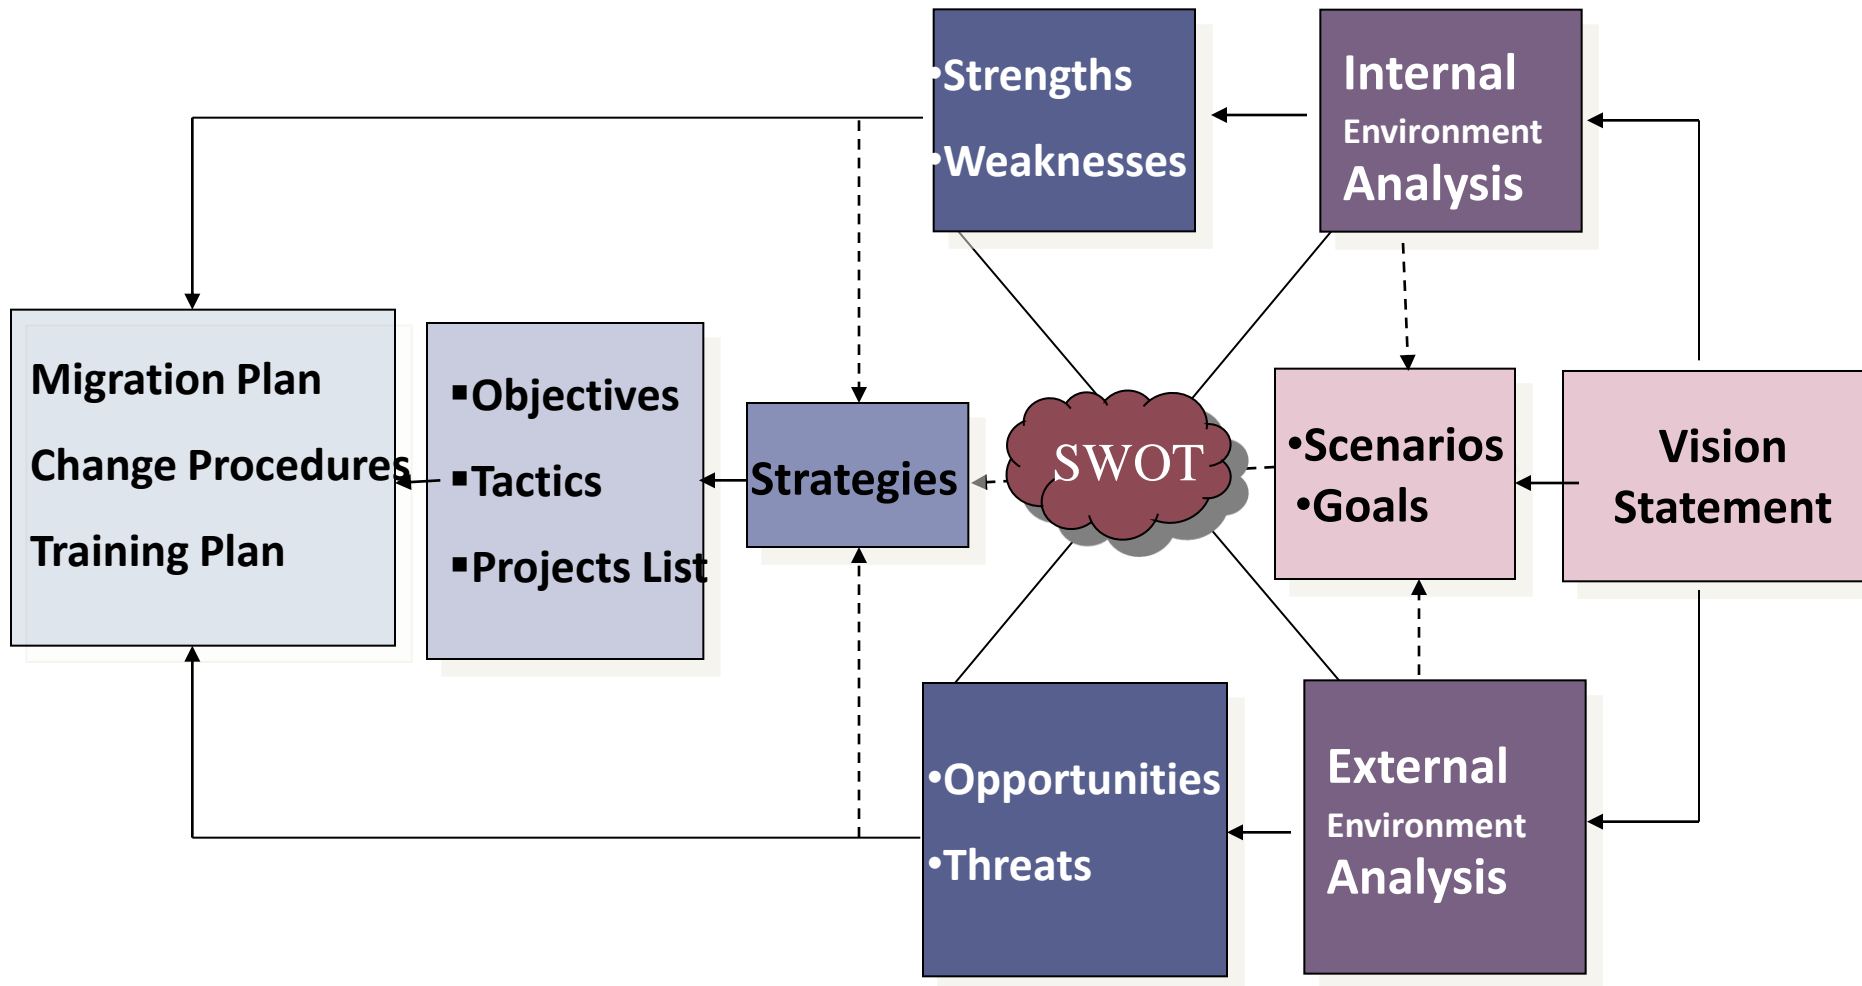 •Strengths
•Weaknesses
Internal
Environment
Analysis
Migration Plan
Change Procedures
Training Plan
▪Objectives
▪Tactics
▪Projects List
Strategies
SWOT
•Scenarios
•Goals
Vision
Statement
•Opportunities
•Threats
External
Environment
Analysis